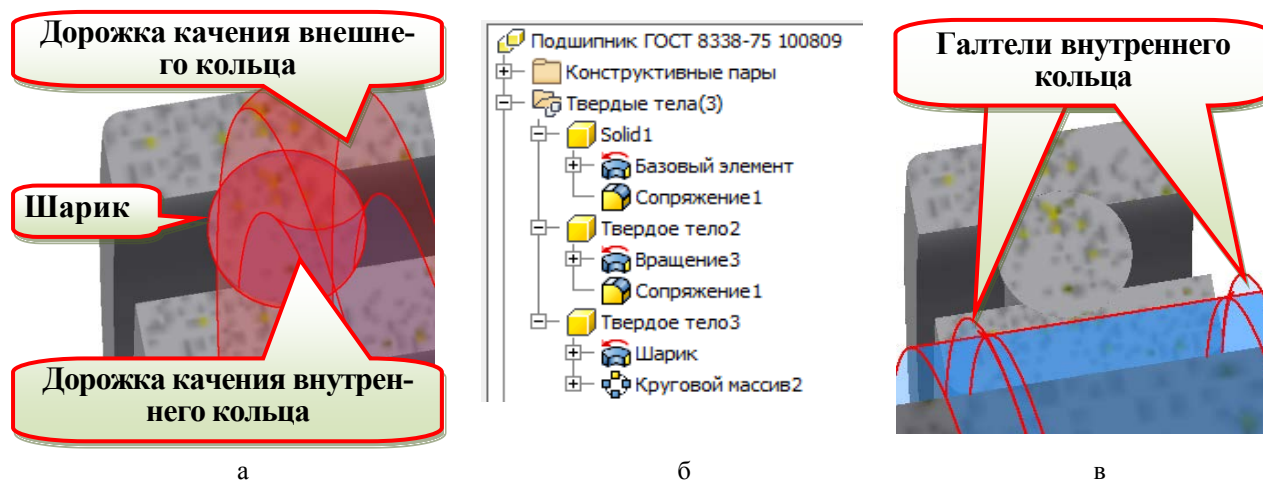 Дорожка качения внешне-
го кольца
Шарик
Дорожка качения внутрен-
него кольца
а
Подшипник ГОСТ 8338-75 100809
Конструктивные пары
Твердые тела(3)
Solid1
Базовый элемент
Сопряжение1
Твердое тело2
Вращение3
Сопряжение1
Твердое тело3
Шарик
Круговой массив2
б
Галтели внутреннего
кольца
в